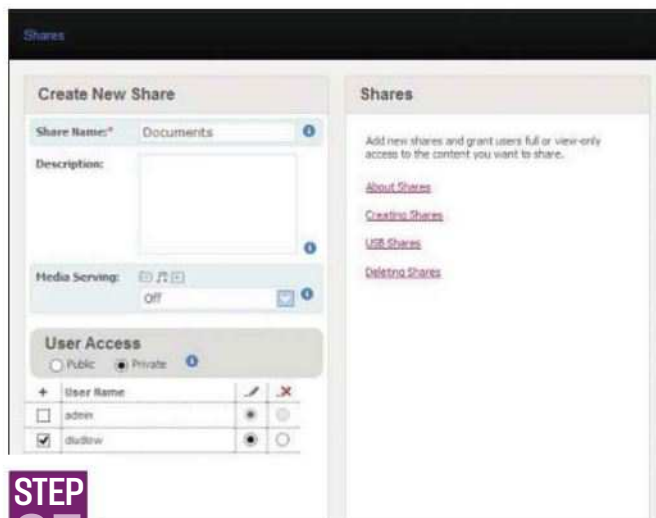 Shares
Create New Share
Share Name:* Documents
Description:
Media Serving:
Off
User Access
Public Private
+ User Name
admin
dludlow
Shares
Add new shares and grant users full or view-only
access to the content you want to share.
About Shares
Creating Shares
USB Shares
Deleting Shares
STEP